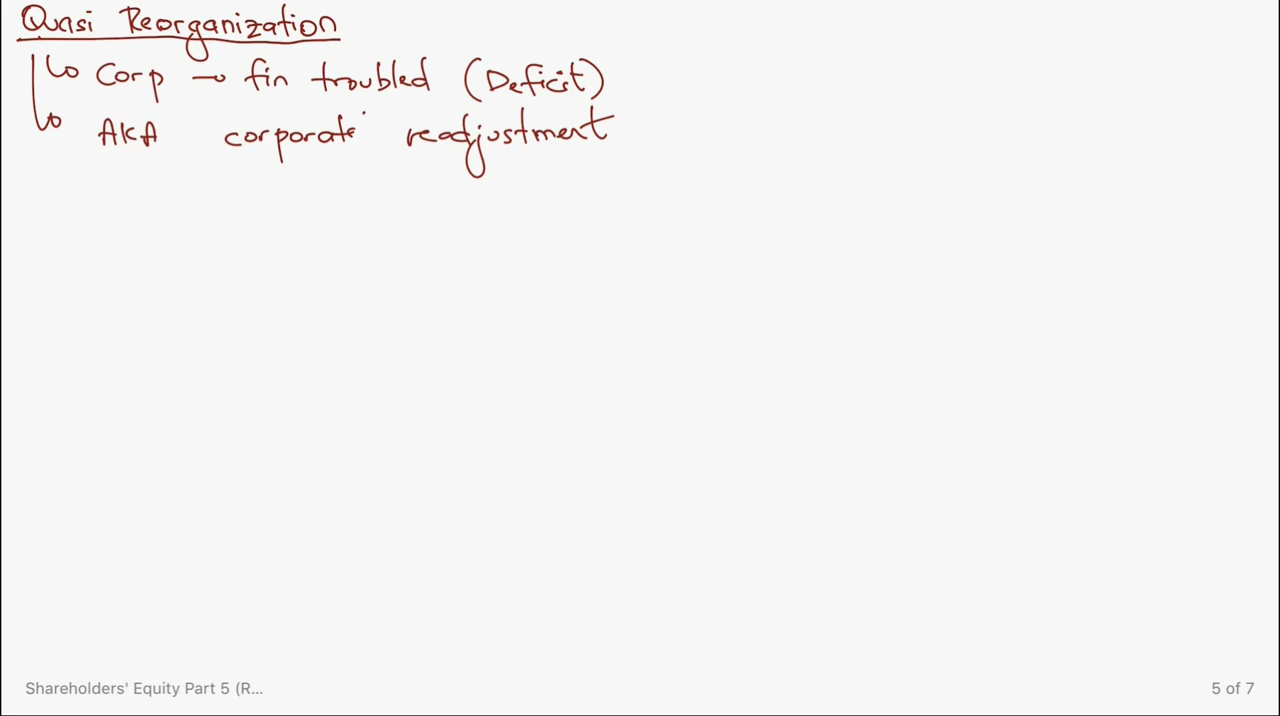 Quasi Reorganization
↳ Corp → fin troubled (Deficit)
↳ AKA corporate readjustment
Shareholders' Equity Part 5 (R...
5 of 7